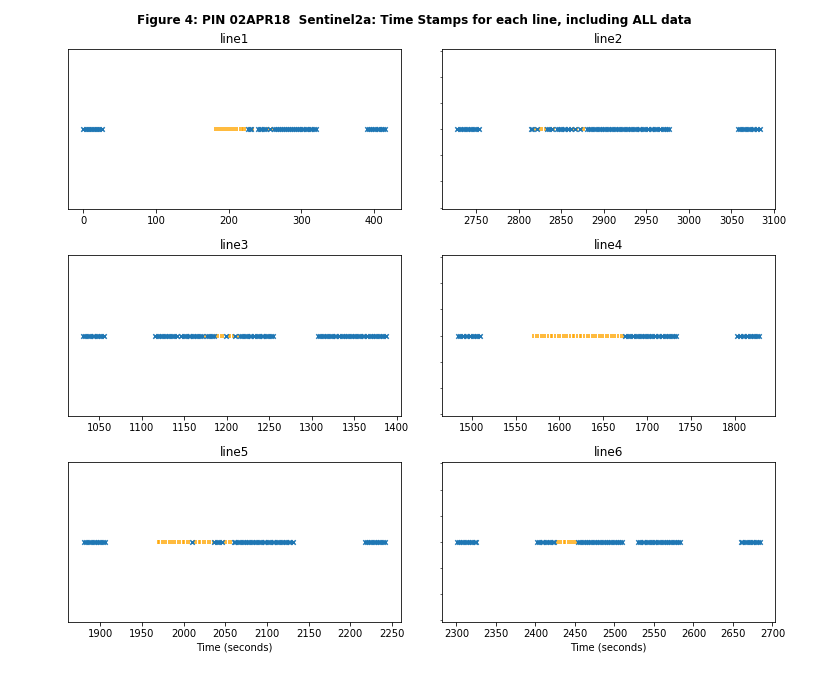 Figure 4: PIN 02APR18  Sentinel2a: Time Stamps for each line, including ALL data
line1
line2
0 100 200 300 400
2750 2800 2850 2900 2950 3000 3050 3100
line3
line4
1050 1100 1150 1200 1250 1300 1350 1400
1500 1550 1600 1650 1700 1750 1800
line5
line6
1900 1950 2000 2050 2100 2150 2200 2250
2300 2350 2400 2450 2500 2550 2600 2650 2700
Time (seconds)
Time (seconds)